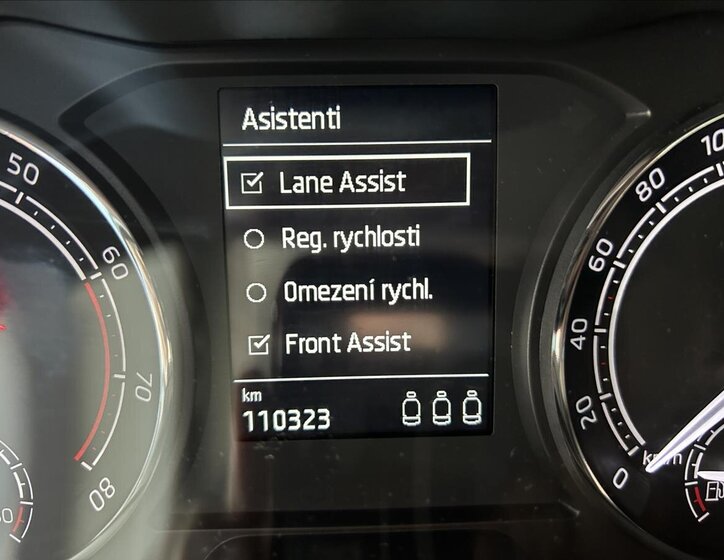 Asistenti
Lane Assist
Reg. rychlosti
Omezení rychl.
Front Assist
km
110323
50
60
70
80
100
80
60
40
20
0
km/h